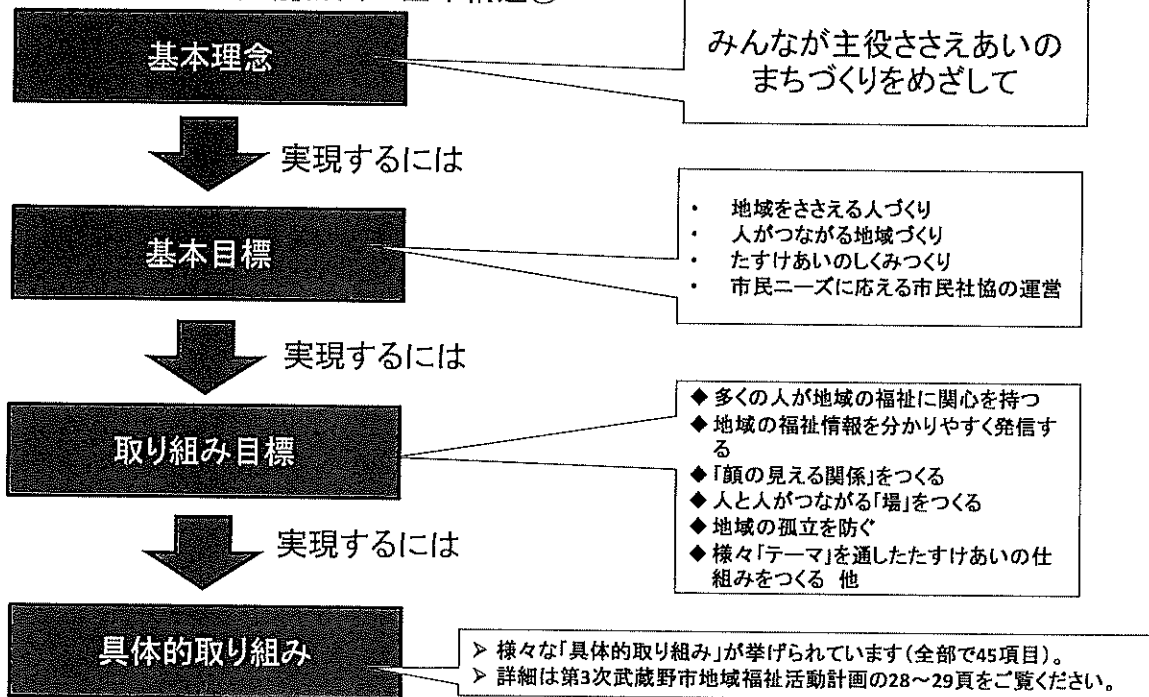 基本理念
みんなが主役ささえあいの
まちづくりをめざして
実現するには
基本目標
・ 地域をささえる人づくり
・ 人がつながる地域づくり
・ たすけあいのしくみつくり
・ 市民ニーズに応える市民社協の運営
実現するには
取り組み目標
◆ 多くの人が地域の福祉に関心を持つ
◆ 地域の福祉情報を分かりやすく発信す
る
◆ 「顔の見える関係」をつくる
◆ 人と人がつながる「場」をつくる
◆ 地域の孤立を防ぐ
◆ 様々「テーマ」を通したたすけあいの仕
組みをつくる 他
実現するには
具体的取り組み
➢ 様々な「具体的取り組み」が挙げられています(全部で45項目)。
➢ 詳細は第3次武蔵野市地域福祉活動計画の28～29頁をご覧ください。